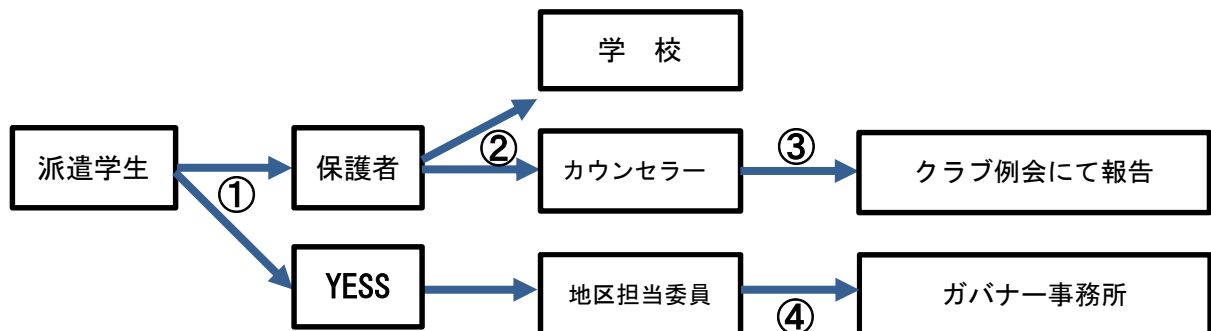 学　校
派遣学生
①
保護者
②
カウンセラー
③
クラブ例会にて報告
YESS
地区担当委員
④
ガバナー事務所